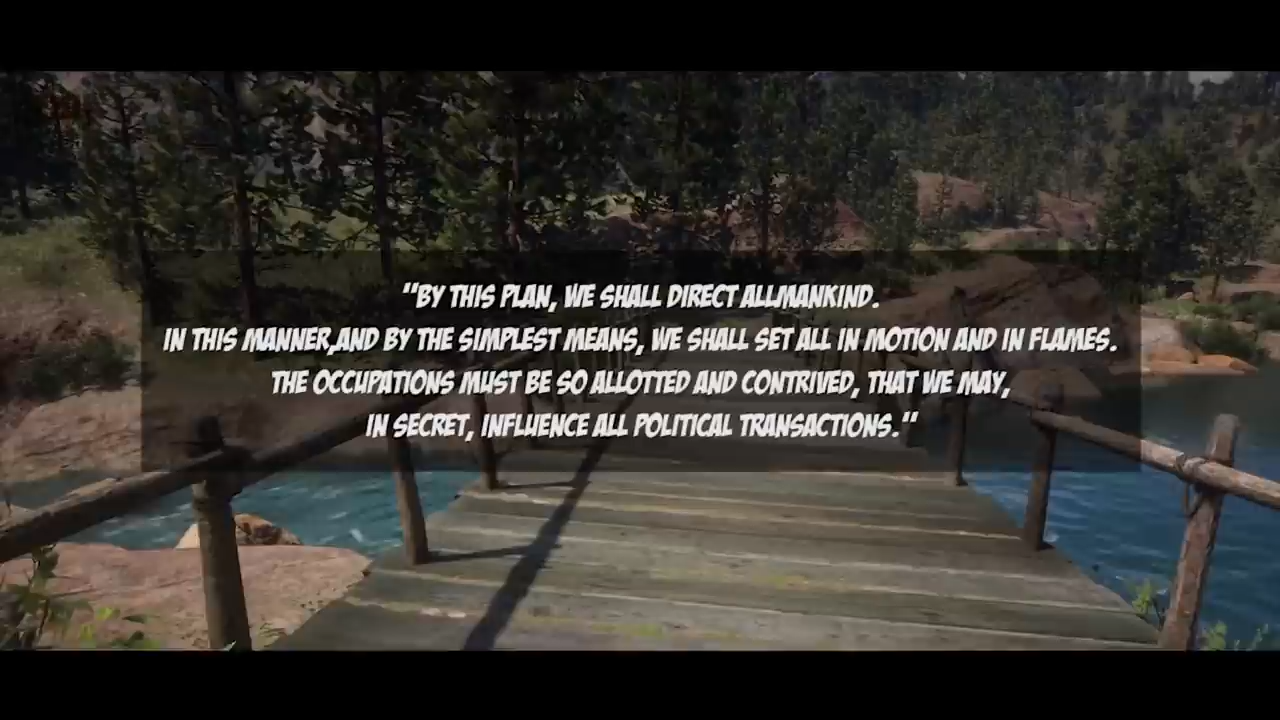 "BY THIS PLAN, WE SHALL DIRECT ALLMANKIND.
IN THIS MANNER,AND BY THE SIMPLEST MEANS, WE SHALL SET ALL IN MOTION AND IN FLAMES.
THE OCCUPATIONS MUST BE SO ALLOTTED AND CONTRIVED, THAT WE MAY,
IN SECRET, INFLUENCE ALL POLITICAL TRANSACTIONS."